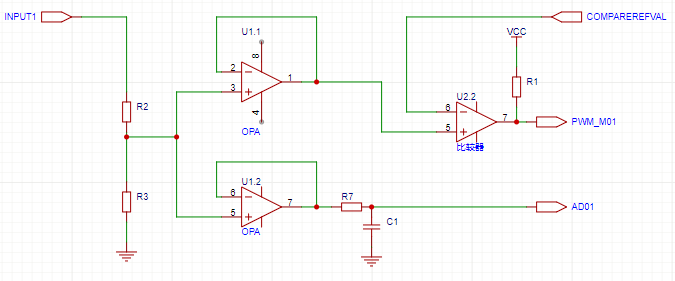 INPUT1
COMPAREREFVAL
U1.1
VCC
8
2
1
3
R1
4
U2.2
R2
6
7
PWM_M01
OPA
5
比较器
U1.2
R3
6
7
R7
AD01
5
C1
OPA